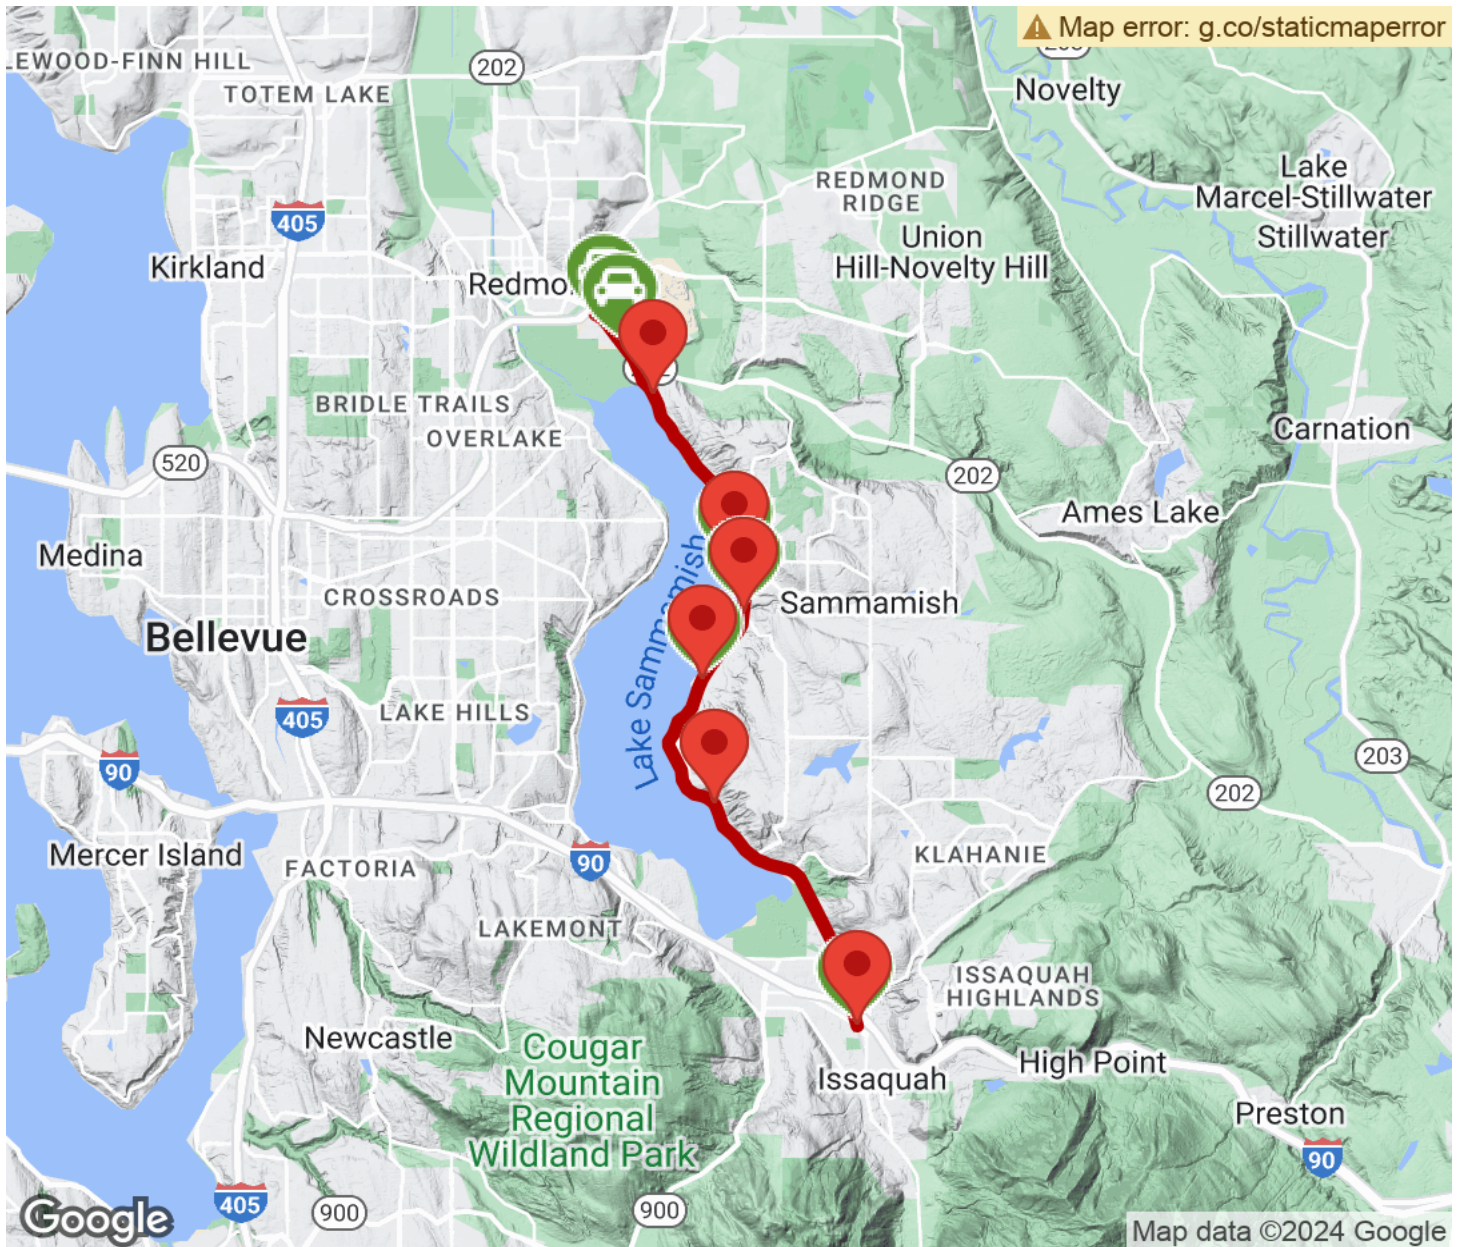 Map error: g.co/staticmaperror
LEWOOD-FINN HILL
202
TOTEM LAKE
Novelty
Lake
Marcel-Stillwater
Stillwater
REDMOND
RIDGE
405
Union
Hill-Novelty Hill
Kirkland
Redmo
BRIDLE TRAILS
OVERLAKE
Carnation
520
202
Ames Lake
Medina
CROSSROADS
Sammamish
Bellevue
Lake Sammamish
LAKE HILLS
405
90
203
202
Mercer Island
FACTORIA
90
KLAHANIE
LAKEMONT
ISSAQUAH
HIGHLANDS
Newcastle
Cougar
Mountain
Regional
Wildland Park
High Point
Issaquah
Preston
90
405
900
900
Google
Map data ©2024 Google